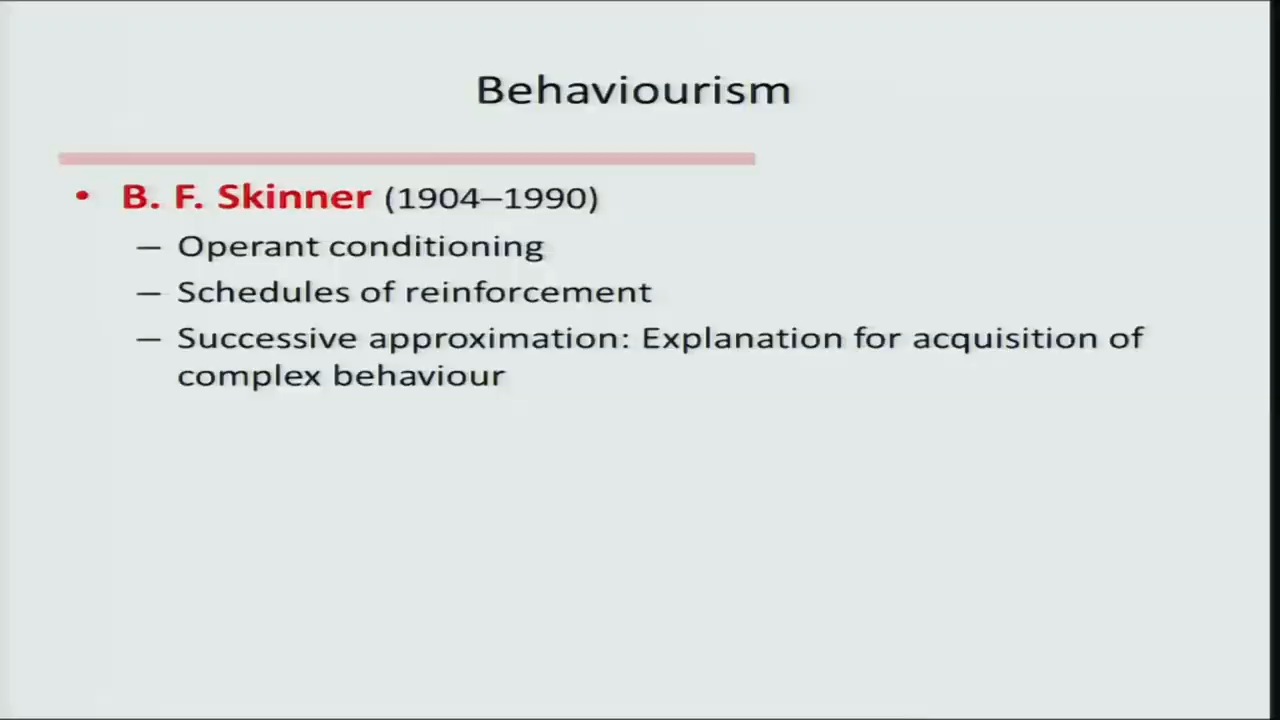 Behaviourism
• B. F. Skinner (1904–1990)
– Operant conditioning
– Schedules of reinforcement
– Successive approximation: Explanation for acquisition of
complex behaviour